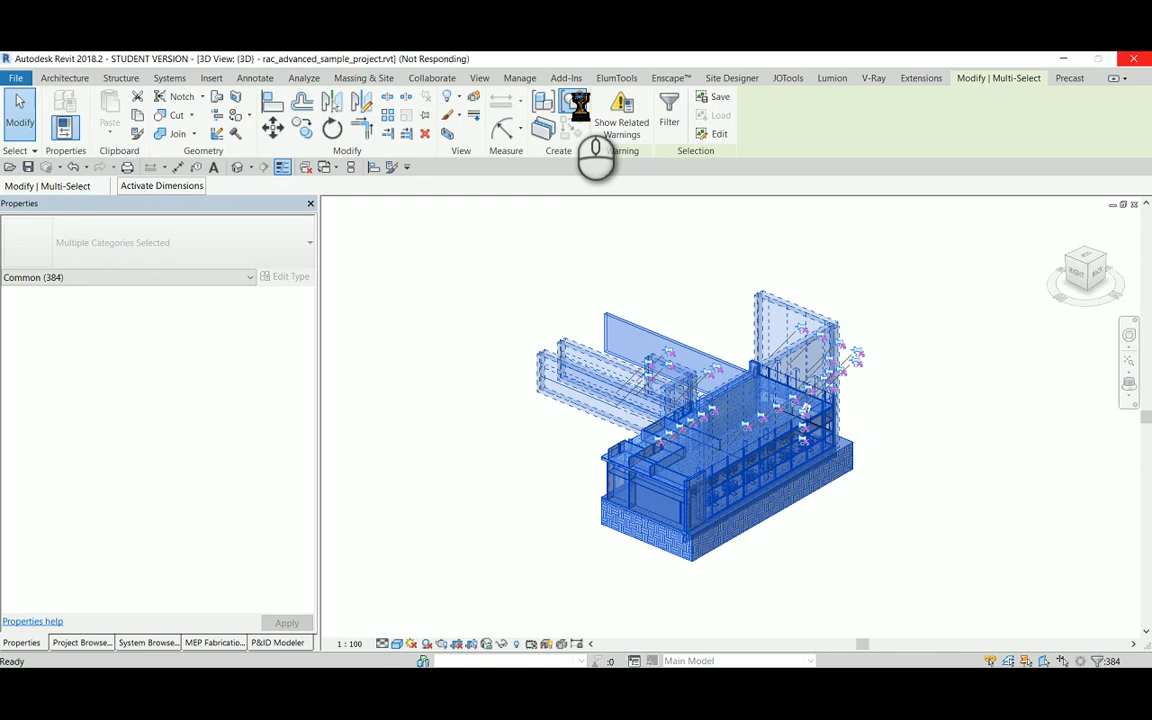 Autodesk Revit 2018.2 - STUDENT VERSION - [3D View: {3D} - rac_advanced_sample_project.rvt] (Not Responding)
File Architecture Structure Systems Insert Annotate Analyze Massing & Site Collaborate View Manage Add-Ins ElumTools Enscape™ Site Designer JOTools Lumion V-Ray Extensions Modify | Multi-Select Precast
Modify Paste Notch Cut Join Show Related Warnings Filter Save Load Edit
Select Properties Clipboard Geometry Modify View Measure Create Warning Selection
Modify | Multi-Select Activate Dimensions
Properties
Multiple Categories Selected
Common (384) Edit Type
RIGHT BACK
Properties help Apply
Properties Project Browse... System Browse... MEP Fabricatio... P&ID Modeler 1 : 100
Ready :0 Main Model :384